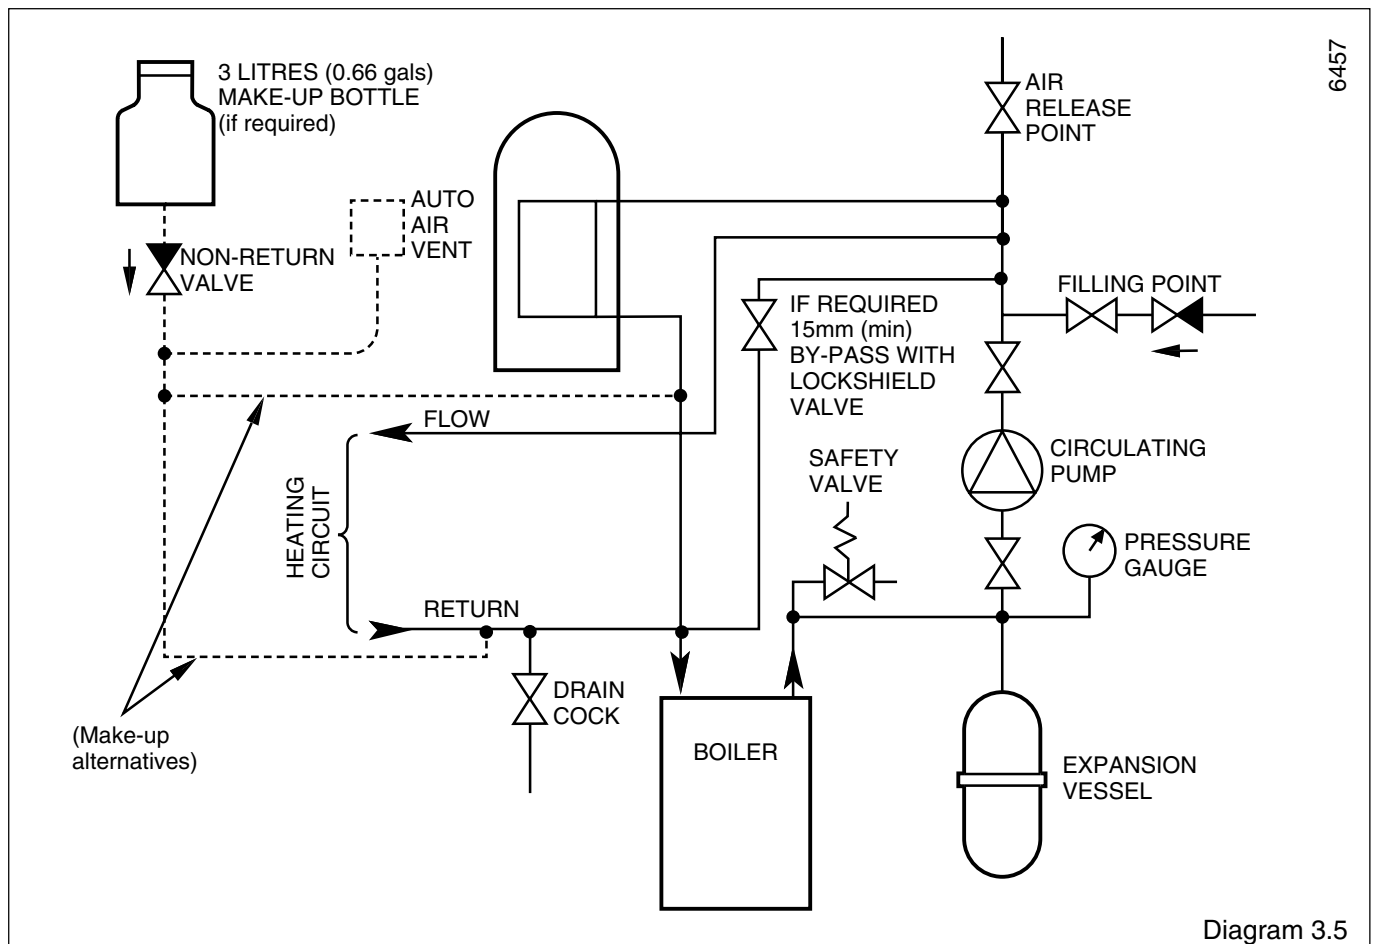 6457
3 LITRES (0.66 gals)
MAKE-UP BOTTLE
(if required)
AIR
RELEASE
POINT
AUTO
AIR
VENT
NON-RETURN
VALVE
FILLING POINT
IF REQUIRED
15mm (min)
BY-PASS WITH
LOCKSHIELD
VALVE
FLOW
SAFETY
VALVE
CIRCULATING
PUMP
HEATING
CIRCUIT
PRESSURE
GAUGE
RETURN
DRAIN
COCK
(Make-up
alternatives)
BOILER
EXPANSION
VESSEL
Diagram 3.5